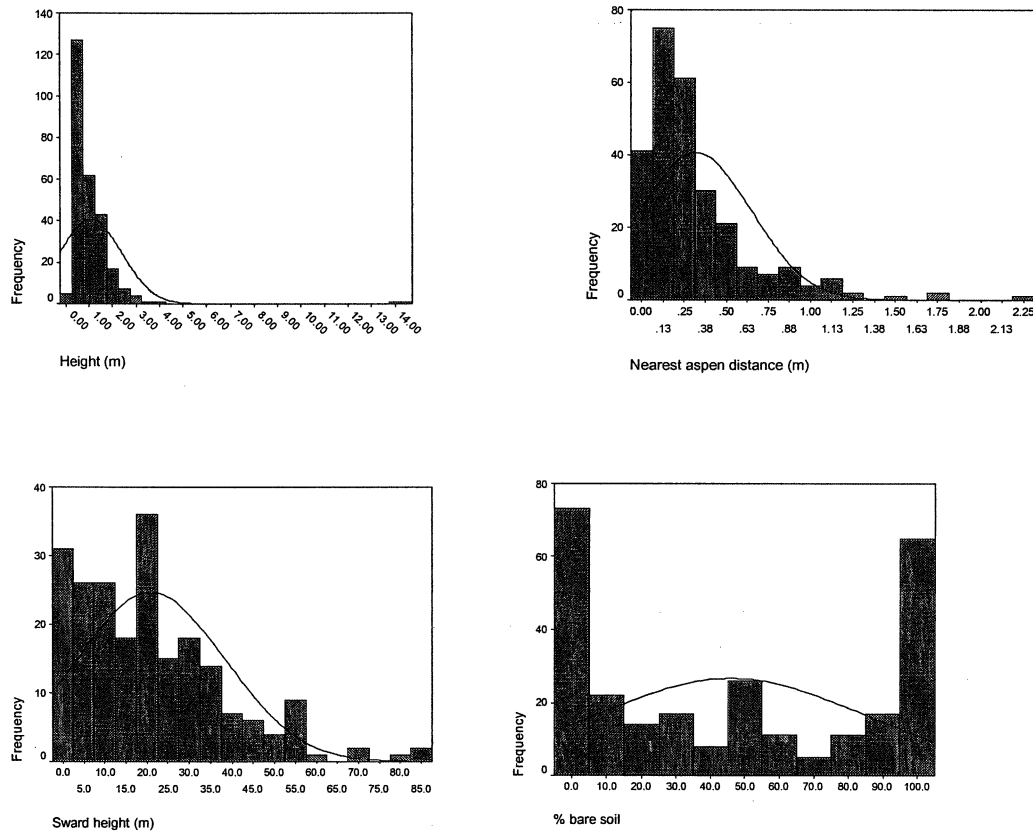 140
120
100
80
60
40
20
0
Frequency
0.00 1.00 2.00 3.00 4.00 5.00 6.00 7.00 8.00 9.00 10.00 11.00 12.00 13.00 14.00
Height (m)
80
60
40
20
0
Frequency
0.00 .25 .50 .75 1.00 1.25 1.50 1.75 2.00 2.25
.13 .38 .63 .88 1.13 1.38 1.63 1.88 2.13
Nearest aspen distance (m)
40
30
20
10
0
Frequency
0.0 10.0 20.0 30.0 40.0 50.0 60.0 70.0 80.0
5.0 15.0 25.0 35.0 45.0 55.0 65.0 75.0 85.0
Sward height (m)
80
60
40
20
0
Frequency
0.0 10.0 20.0 30.0 40.0 50.0 60.0 70.0 80.0 90.0 100.0
% bare soil